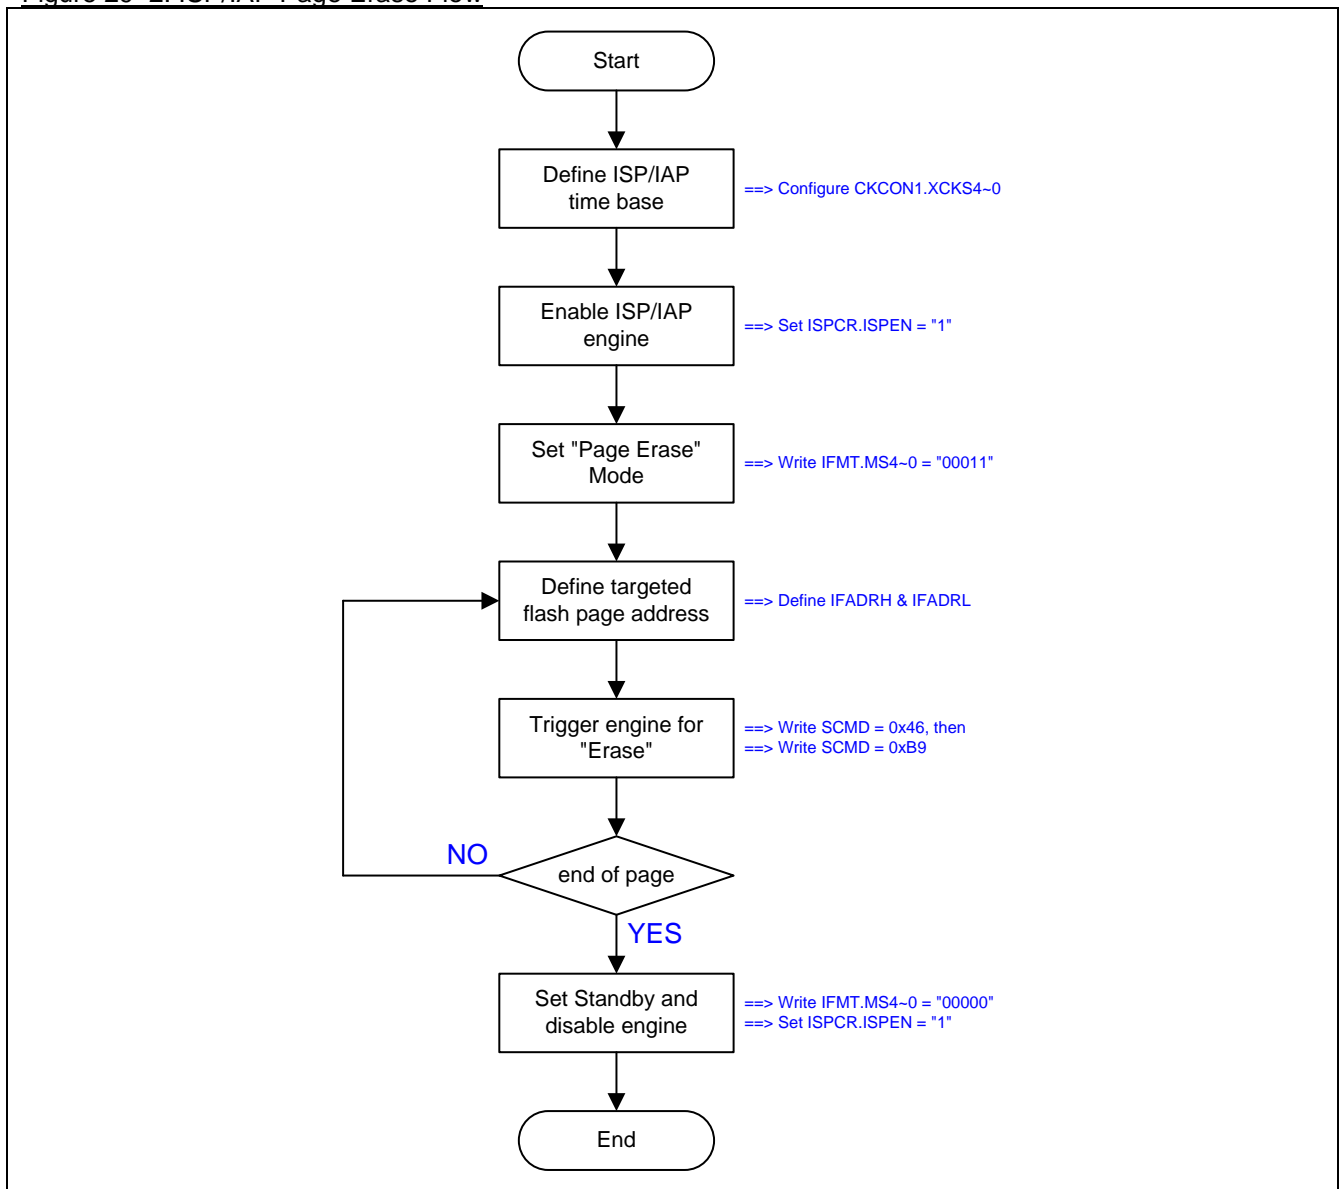 Start
Define ISP/IAP
time base
==> Configure CKCON1.XCKS4~0
Enable ISP/IAP
engine
==> Set ISPCR.ISPEN = "1"
Set "Page Erase"
Mode
==> Write IFMT.MS4~0 = "00011"
Define targeted
flash page address
==> Define IFADRH & IFADRL
Trigger engine for
"Erase"
==> Write SCMD = 0x46, then
==> Write SCMD = 0xB9
NO
end of page
YES
Set Standby and
disable engine
==> Write IFMT.MS4~0 = "00000"
==> Set ISPCR.ISPEN = "1"
End